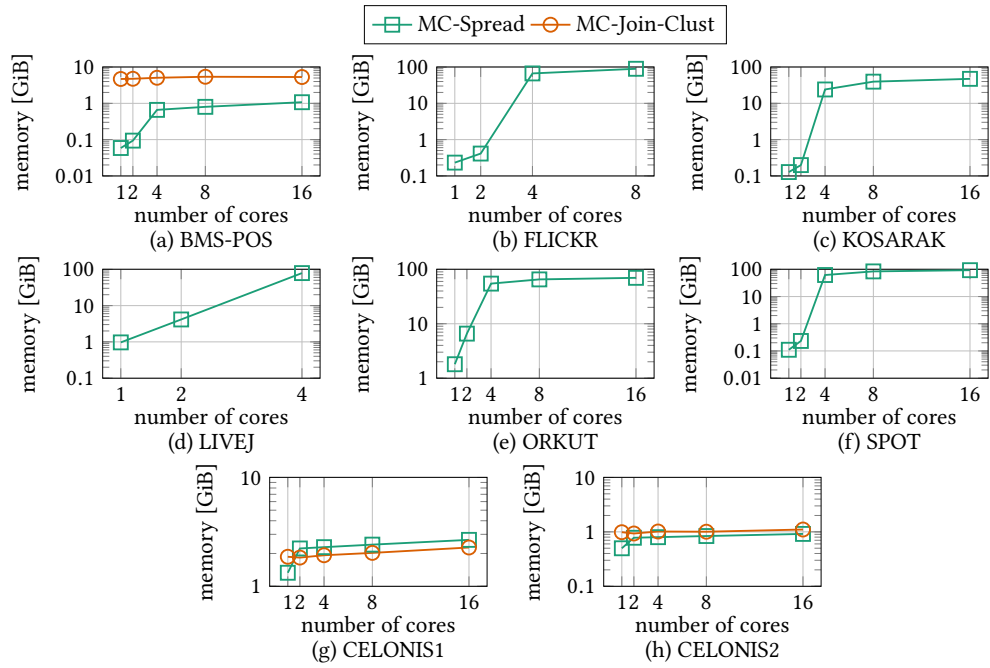 MC-Spread MC-Join-Clust
memory [GiB]
10
1
0.1
0.01
1 2 4 8 16
number of cores
(a) BMS-POS
memory [GiB]
100
10
1
0.1
1 2 4 8
number of cores
(b) FLICKR
memory [GiB]
100
10
1
0.1
1 2 4 8 16
number of cores
(c) KOSARAK
memory [GiB]
100
10
1
0.1
1 2 4
number of cores
(d) LIVEJ
memory [GiB]
100
10
1
1 2 4 8 16
number of cores
(e) ORKUT
memory [GiB]
100
10
1
0.1
0.01
1 2 4 8 16
number of cores
(f) SPOT
memory [GiB]
10
1
1 2 4 8 16
number of cores
(g) CELONIS1
memory [GiB]
10
1
0.1
1 2 4 8 16
number of cores
(h) CELONIS2